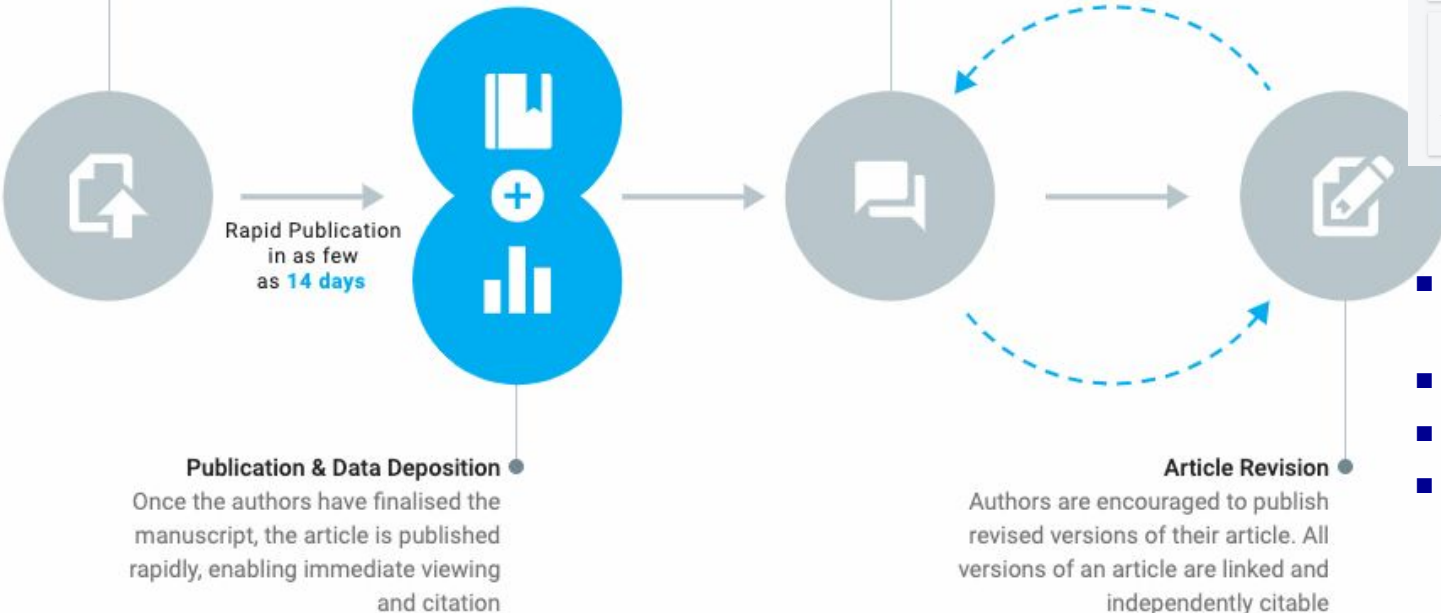 Rapid Publication
in as few
as 14 days
Publication & Data Deposition
Once the authors have finalised the
manuscript, the article is published
rapidly, enabling immediate viewing
and citation
Article Revision
Authors are encouraged to publish
revised versions of their article. All
versions of an article are linked and
independently citable